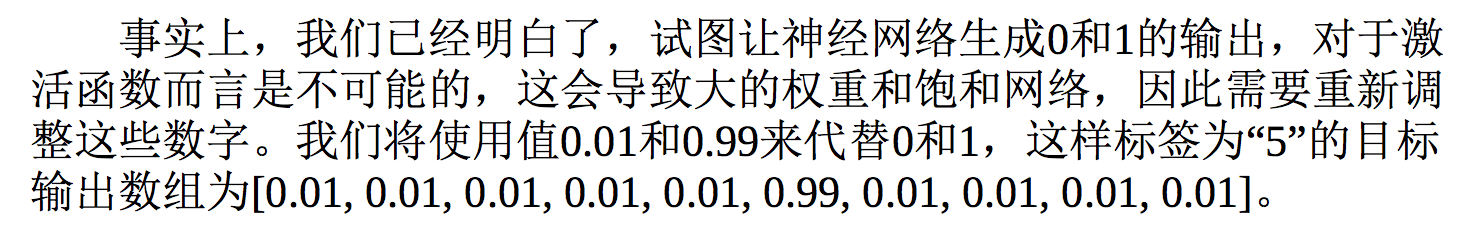 事实上，我们已经明白了，试图让神经网络生成0和1的输出，对于激
活函数而言是不可能的，这会导致大的权重和饱和网络，因此需要重新调
整这些数字。我们将使用值0.01和0.99来代替0和1，这样标签为“5”的目标
输出数组为[0.01, 0.01, 0.01, 0.01, 0.01, 0.99, 0.01, 0.01, 0.01, 0.01]。